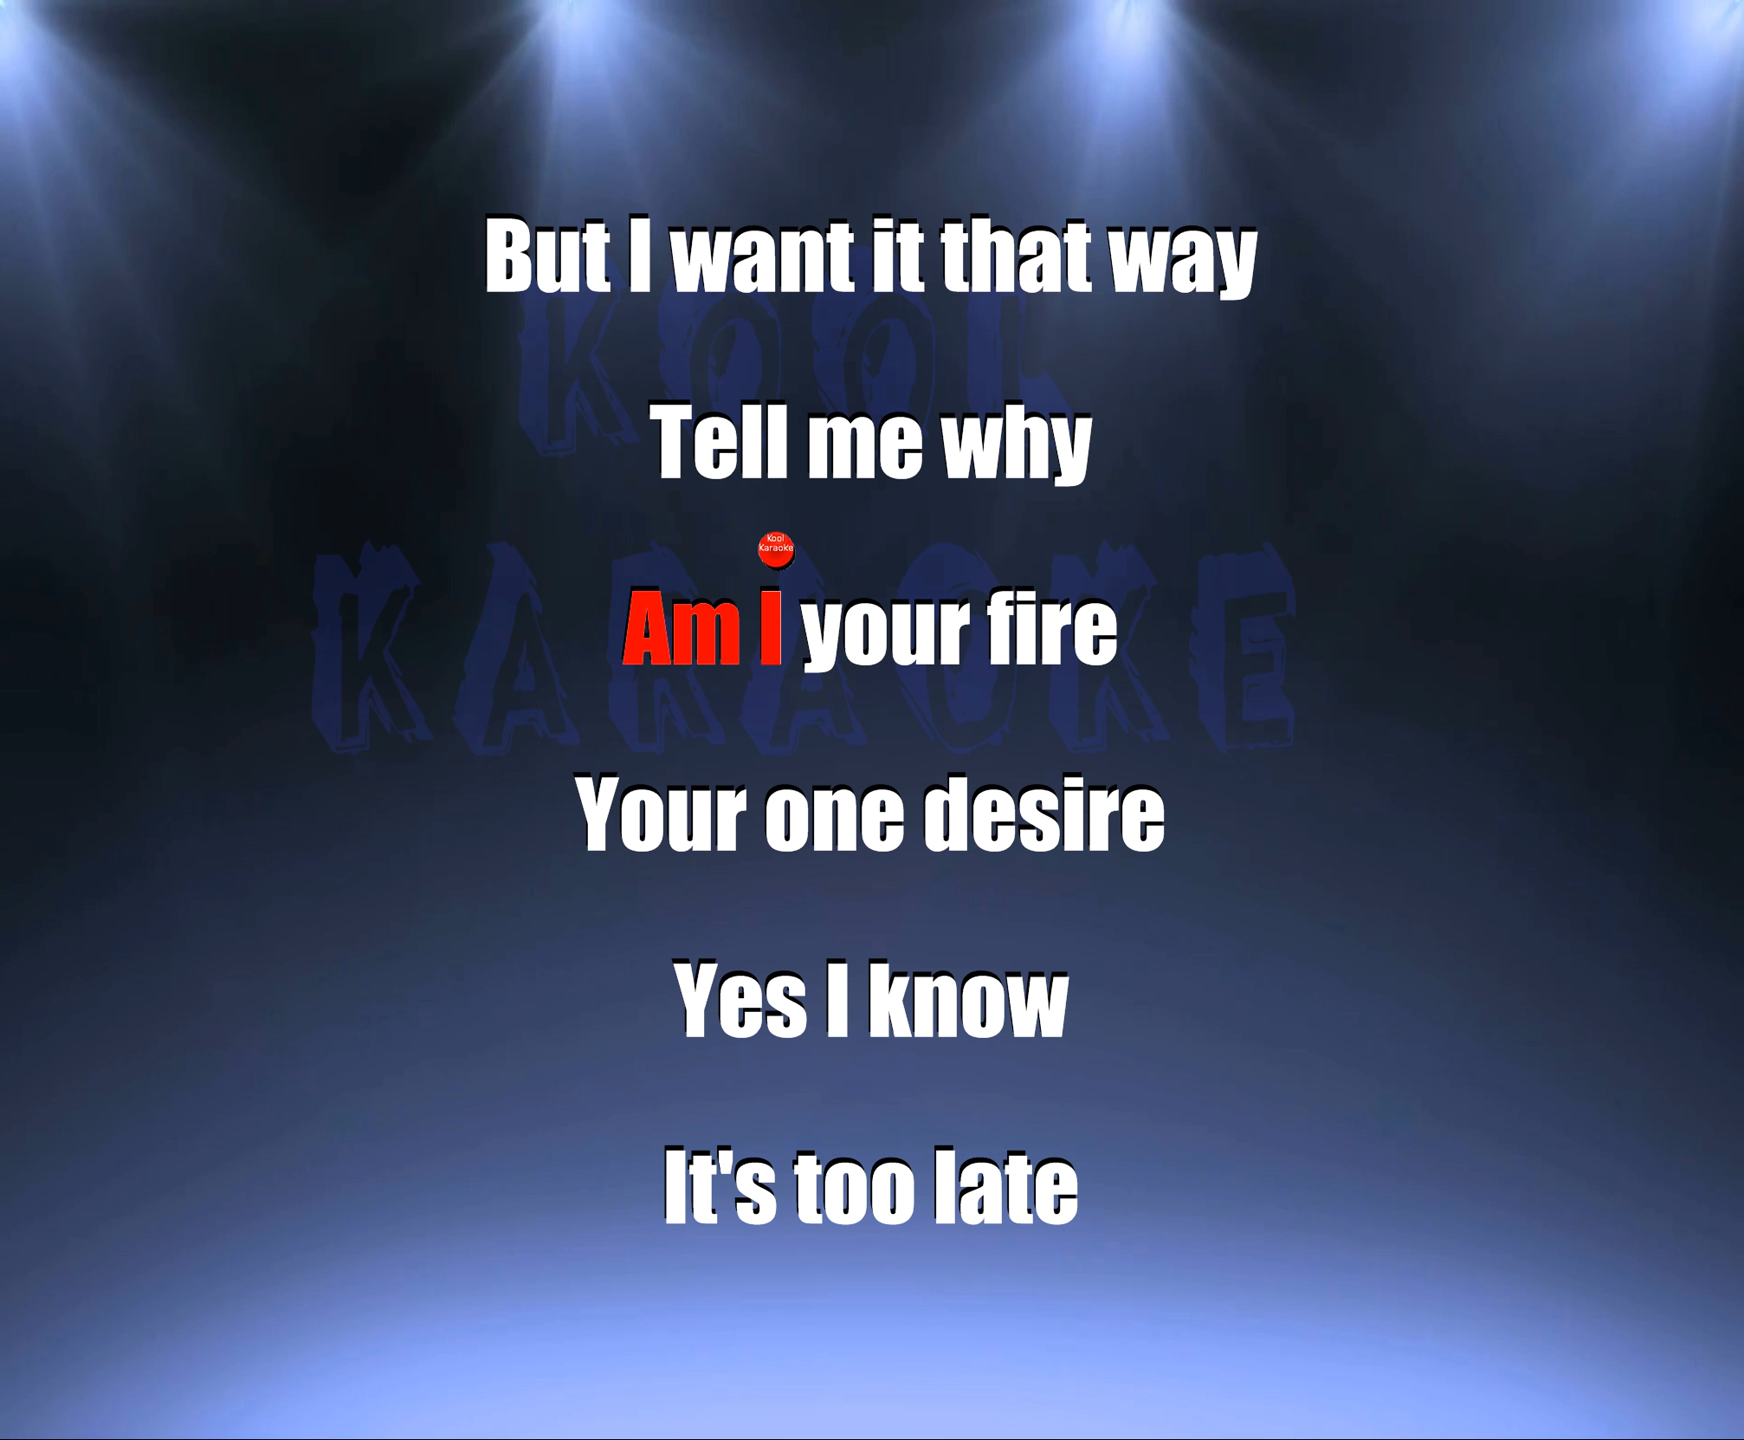 But I want it that way
KOOL
Tell me why
Kool
Karaoke
Am I your fire
KARAOKE
Your one desire
Yes I know
It's too late